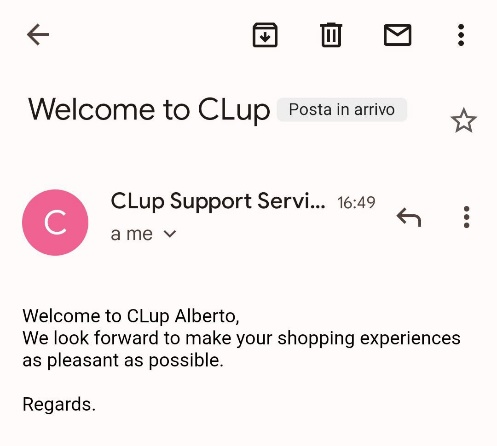 Welcome to CLup Posta in arrivo
C
CLup Support Servi... 16:49
a me
Welcome to CLup Alberto,
We look forward to make your shopping experiences
as pleasant as possible.
Regards.